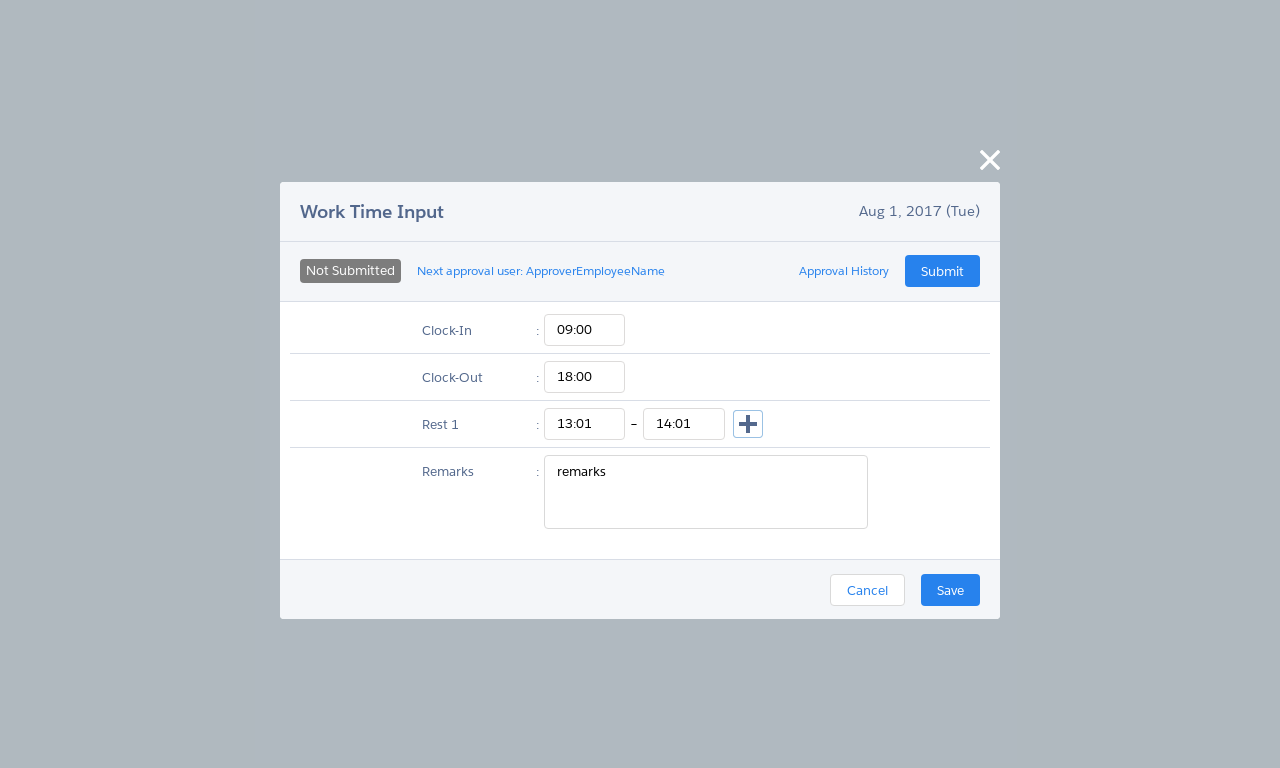 Work Time Input Aug 1, 2017 (Tue)
Not Submitted Next approval user: ApproverEmployeeName Approval History Submit
Clock-In : 09:00
Clock-Out : 18:00
Rest 1 : 13:01 – 14:01
Remarks : remarks
Cancel Save